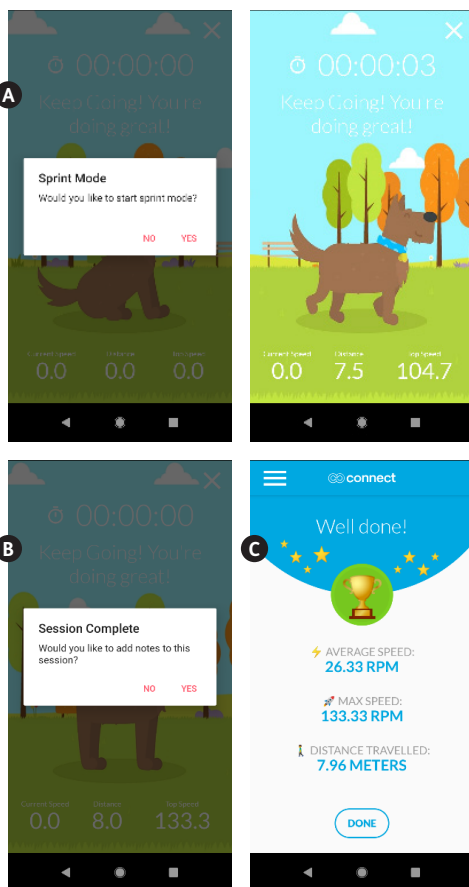 A
00:00:00
Keep Going! You're
doing great!
Sprint Mode
Would you like to start sprint mode?
NO YES
Current Speed Distance Top Speed
0.0 0.0 0.0
00:00:03
Keep Going! You're
doing great!
Current Speed Distance Top Speed
0.0 7.5 104.7
B
00:00:00
Keep Going! You're
doing great!
Session Complete
Would you like to add notes to this
session?
NO YES
Current Speed Distance Top Speed
0.0 8.0 133.3
C
connect
Well done!
AVERAGE SPEED:
26.33 RPM
MAX SPEED:
133.33 RPM
DISTANCE TRAVELLED:
7.96 METERS
DONE